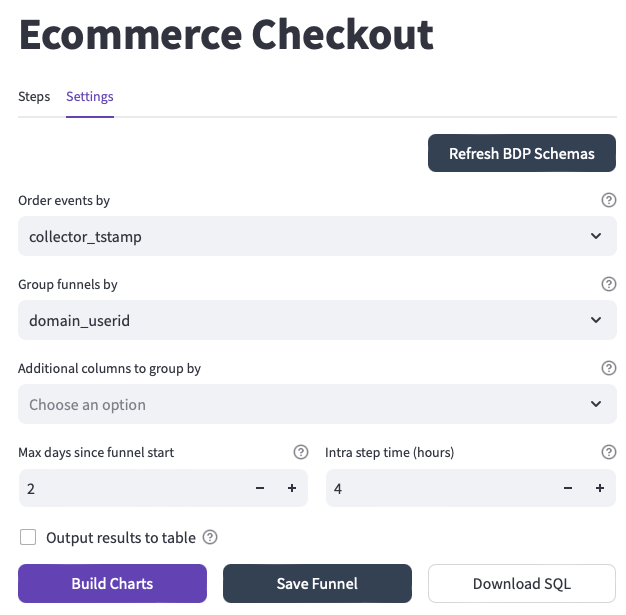 Ecommerce Checkout
Steps Settings
Refresh BDP Schemas
Order events by ?
collector_tstamp
Group funnels by ?
domain_userid
Additional columns to group by ?
Choose an option
Max days since funnel start ? Intra step time (hours) ?
2 − + 4 − +
Output results to table ?
Build Charts Save Funnel Download SQL